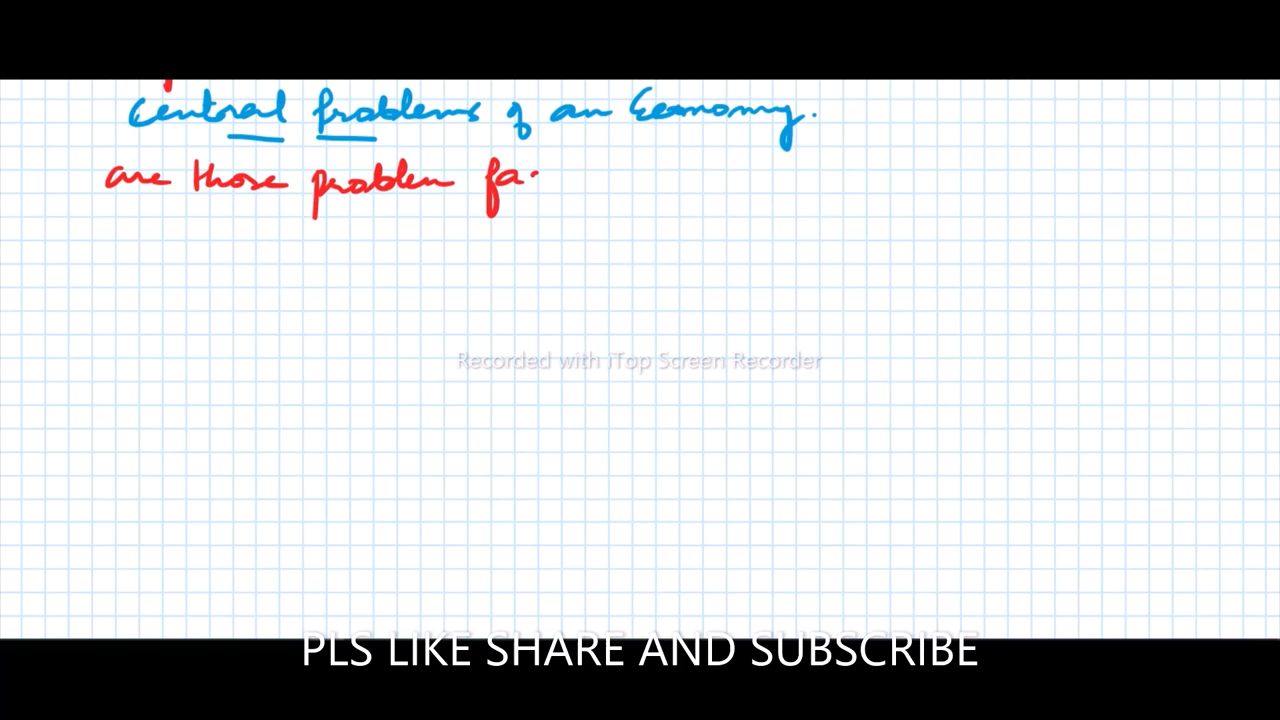 Central problems of an Economy.
are those problem fa
Recorded with iTop Screen Recorder
PLS LIKE SHARE AND SUBSCRIBE